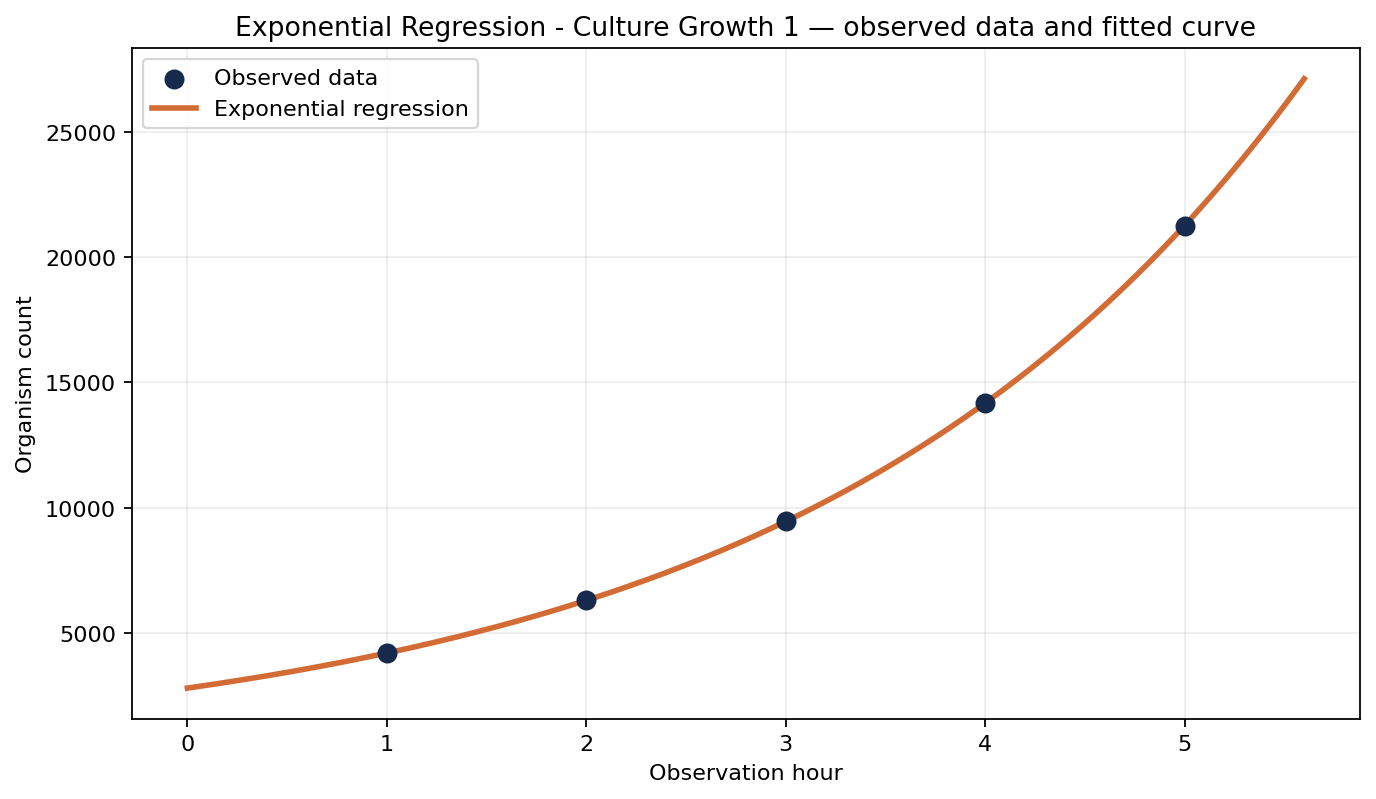 Exponential Regression - Culture Growth 1 — observed data and fitted curve
Observed data
Exponential regression
25000
20000
15000
10000
5000
Organism count
0 1 2 3 4 5
Observation hour